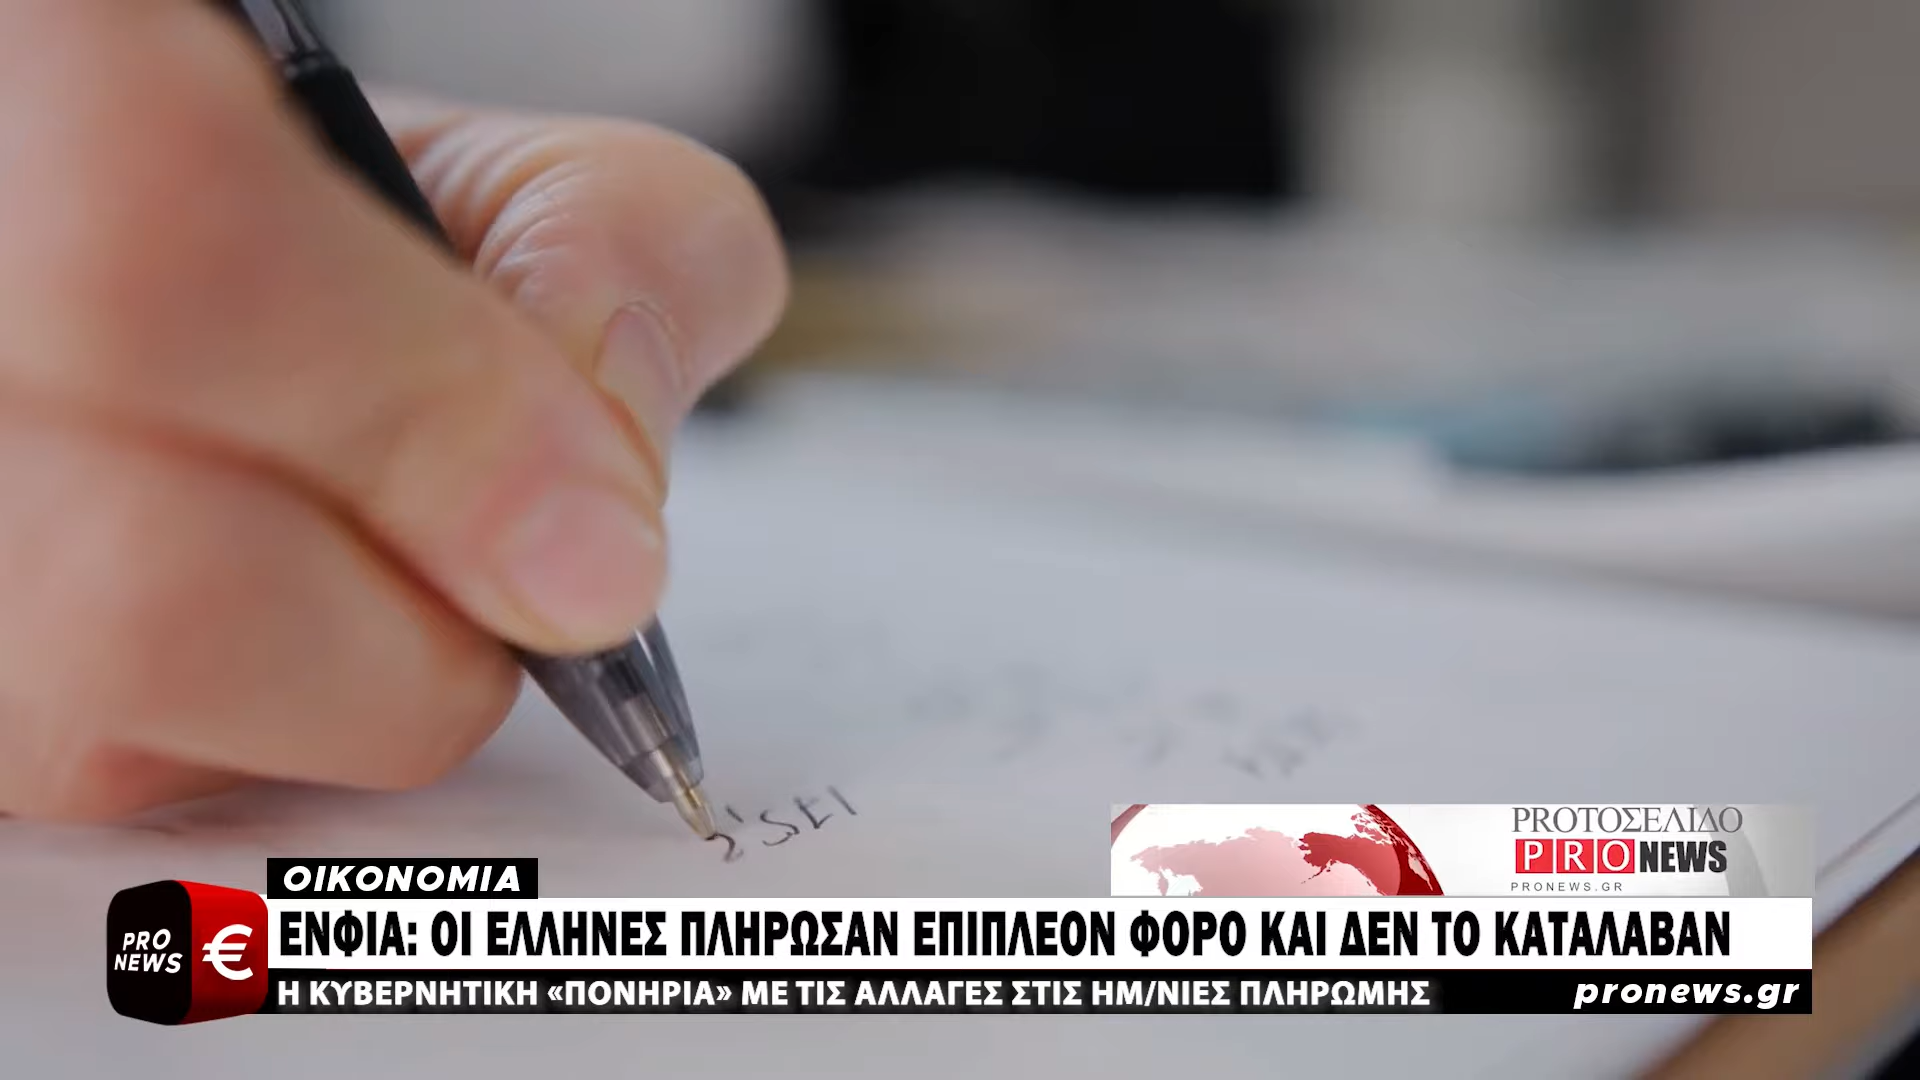 PROΤΟΣΕΛΙΔΟ
PRONEWS
PRONEWS.GR
ΟΙΚΟΝΟΜΙΑ
PRO
NEWS
€
ΕΝΦΙΑ: ΟΙ ΕΛΛΗΝΕΣ ΠΛΗΡΩΣΑΝ ΕΠΙΠΛΕΟΝ ΦΟΡΟ ΚΑΙ ΔΕΝ ΤΟ ΚΑΤΑΛΑΒΑΝ
Η ΚΥΒΕΡΝΗΤΙΚΗ «ΠΟΝΗΡΙΑ» ΜΕ ΤΙΣ ΑΛΛΑΓΕΣ ΣΤΙΣ ΗΜ/ΝΙΕΣ ΠΛΗΡΩΜΗΣ
pronews.gr